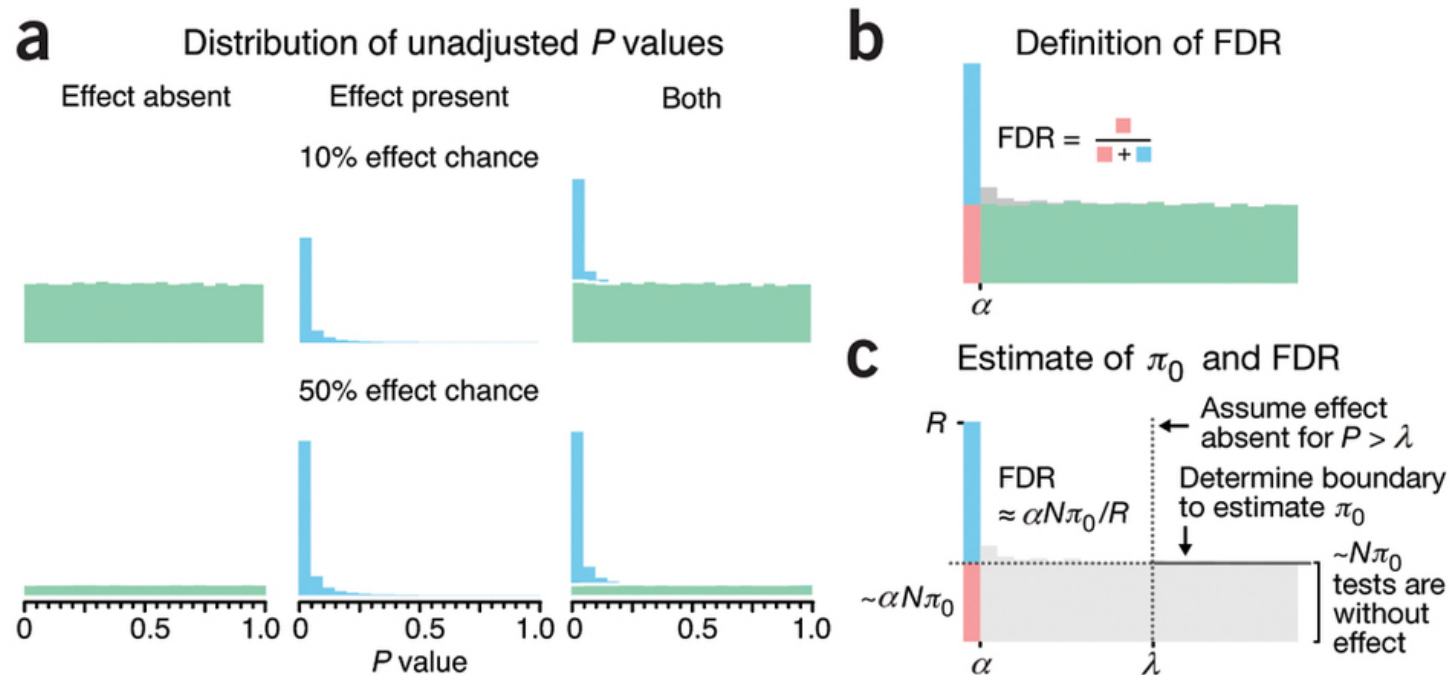 a
Distribution of unadjusted P values
Effect absent
Effect present
Both
10% effect chance
50% effect chance
0 0.5 1.0
0 0.5 1.0
0 0.5 1.0
P value
b
Definition of FDR
FDR =
+
α
c
Estimate of π₀ and FDR
R
Assume effect
absent for P > λ
FDR
≈ αNπ₀/R
Determine boundary
to estimate π₀
~αNπ₀
~Nπ₀
tests are
without
effect
α
λ